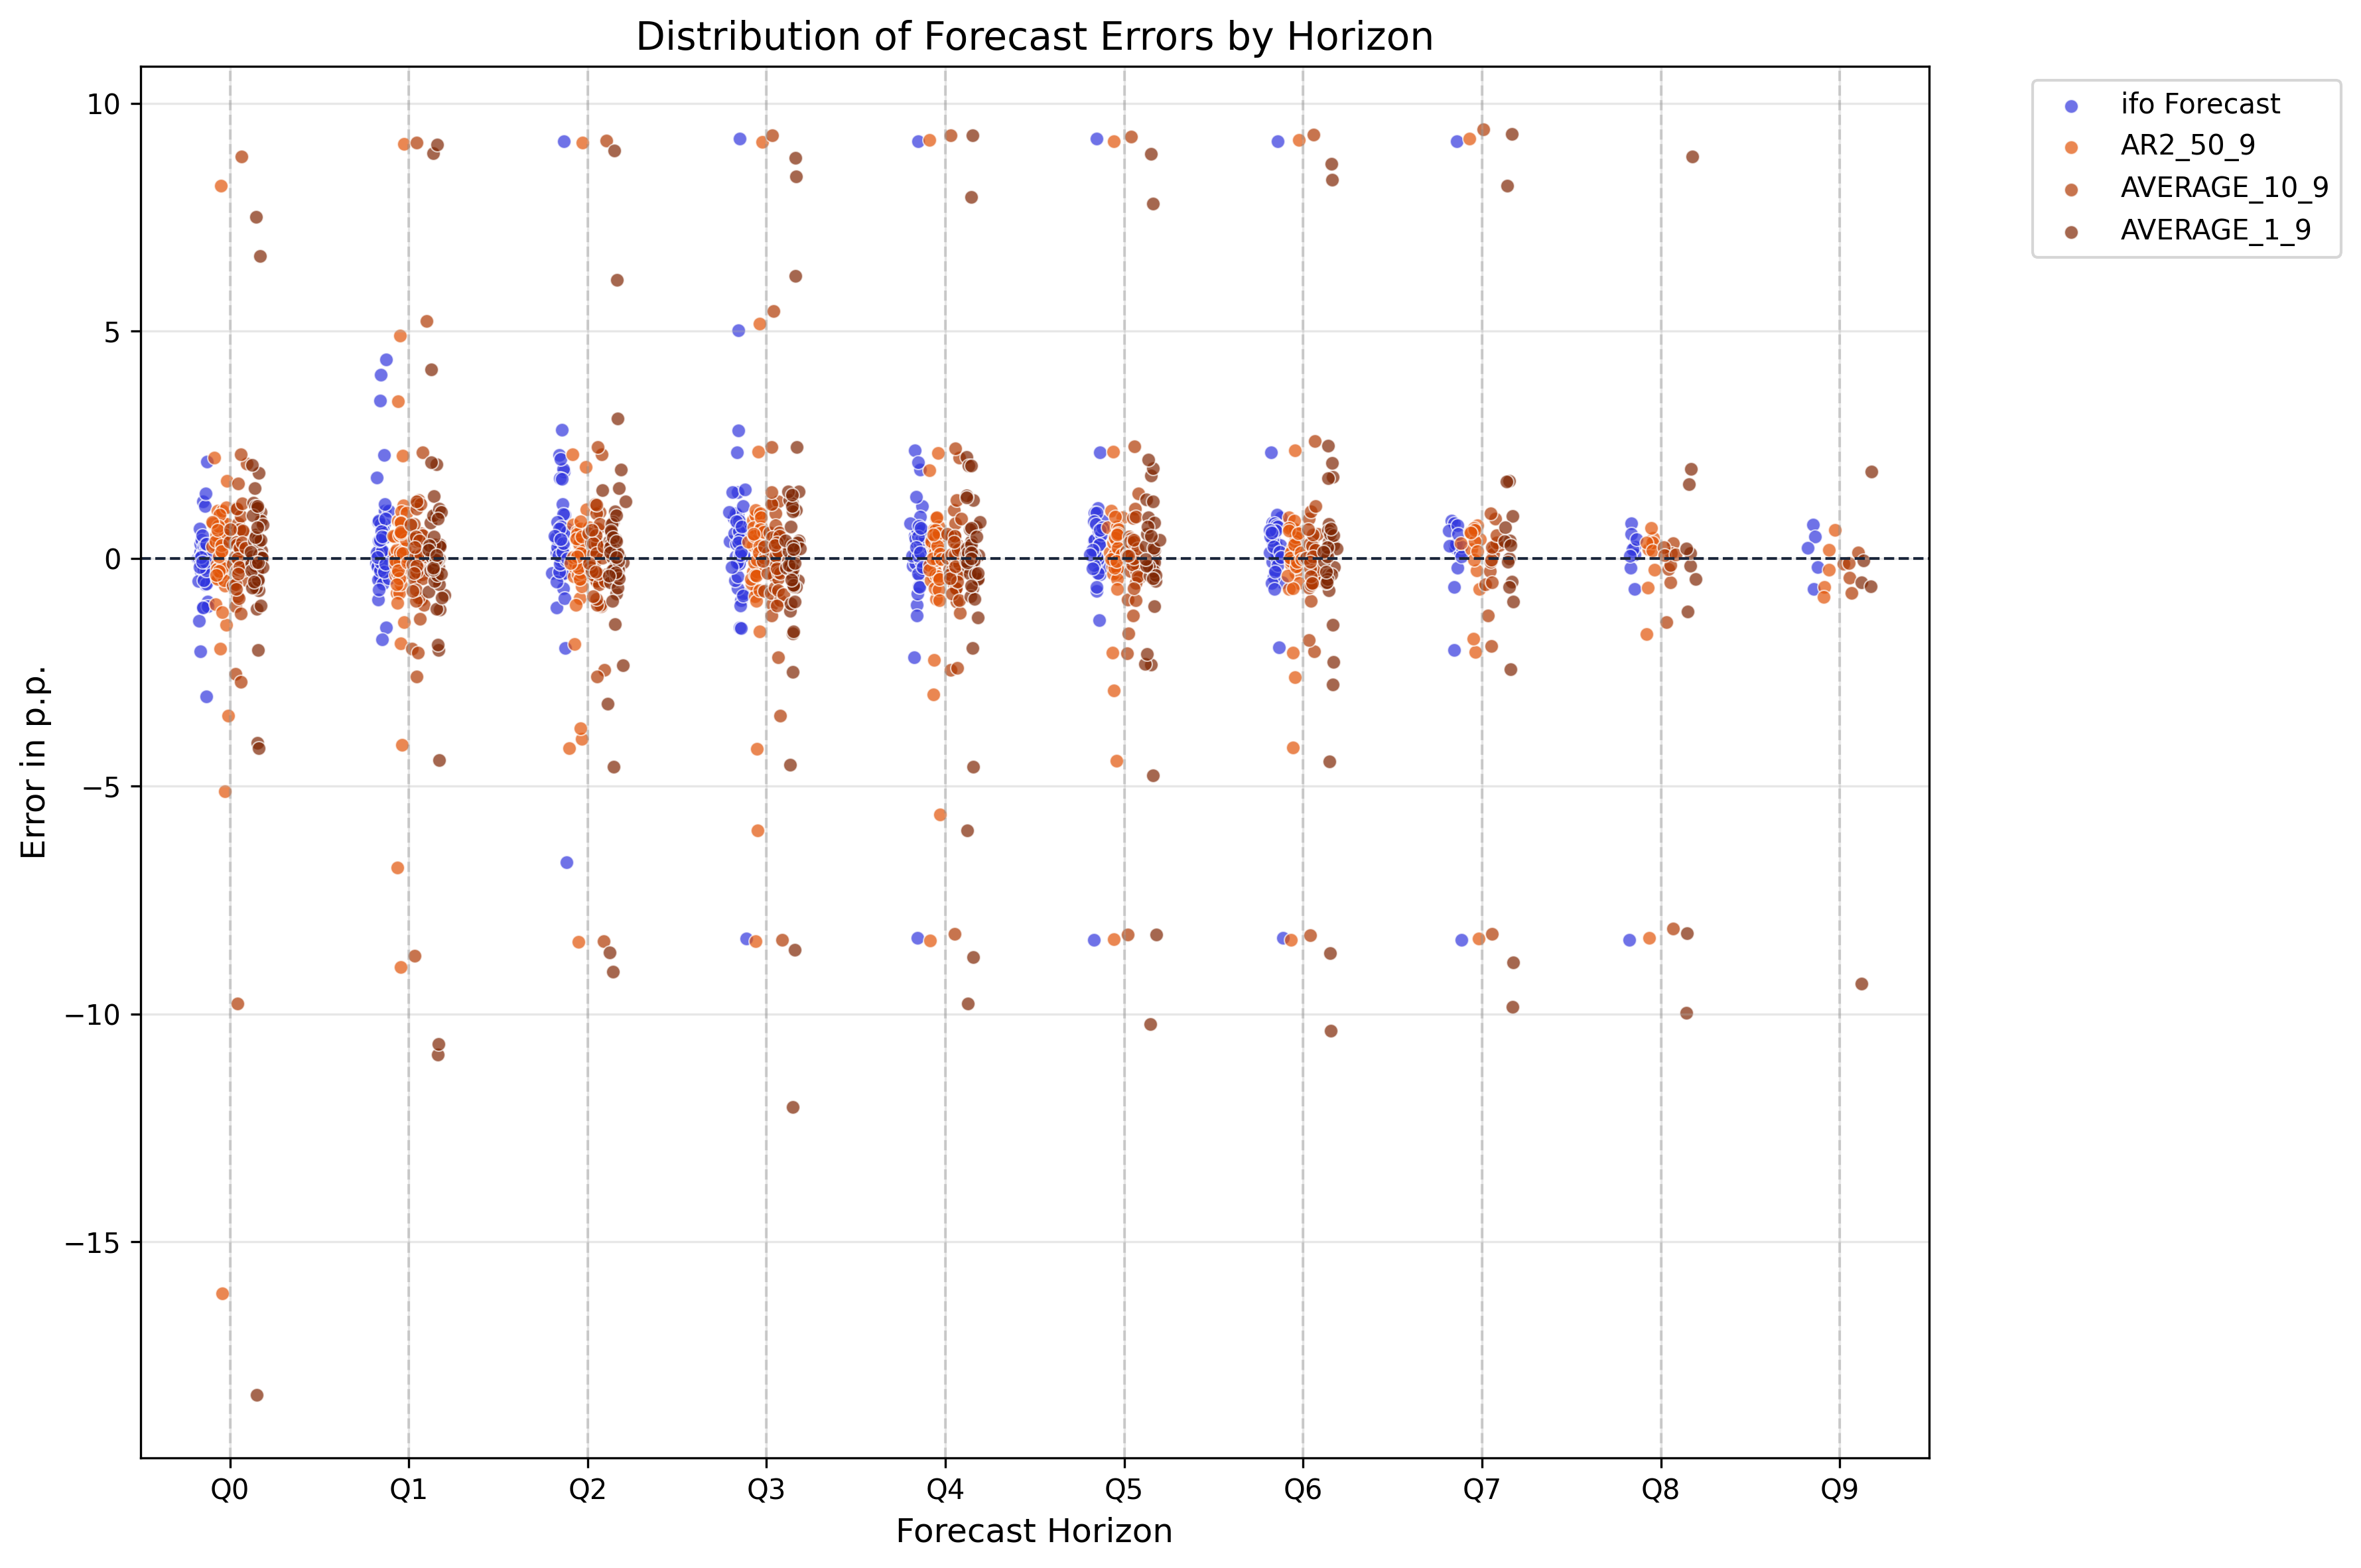 Distribution of Forecast Errors by Horizon
ifo Forecast
AR2_50_9
AVERAGE_10_9
AVERAGE_1_9
Error in p.p.
10
5
0
−5
−10
−15
Q0 Q1 Q2 Q3 Q4 Q5 Q6 Q7 Q8 Q9
Forecast Horizon